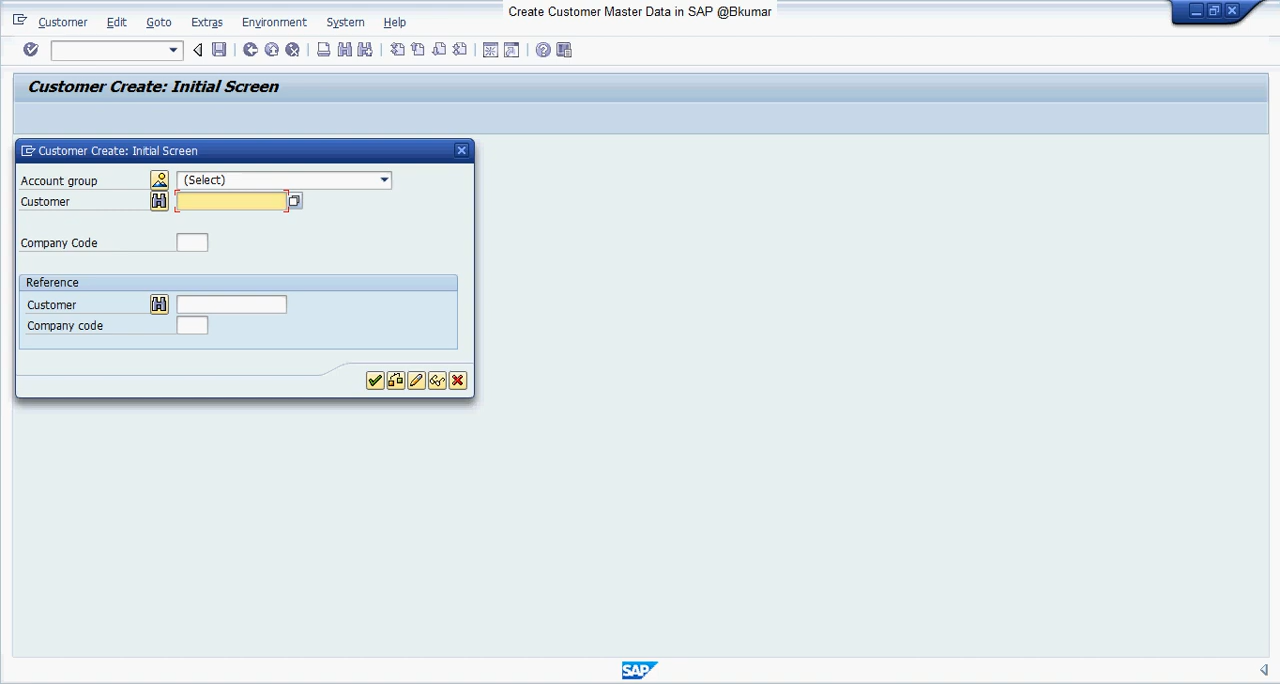 Create Customer Master Data in SAP @Bkumar
Customer Edit Goto Extras Environment System Help
Customer Create: Initial Screen
Customer Create: Initial Screen
Account group (Select)
Customer
Company Code
Reference
Customer
Company code
SAP